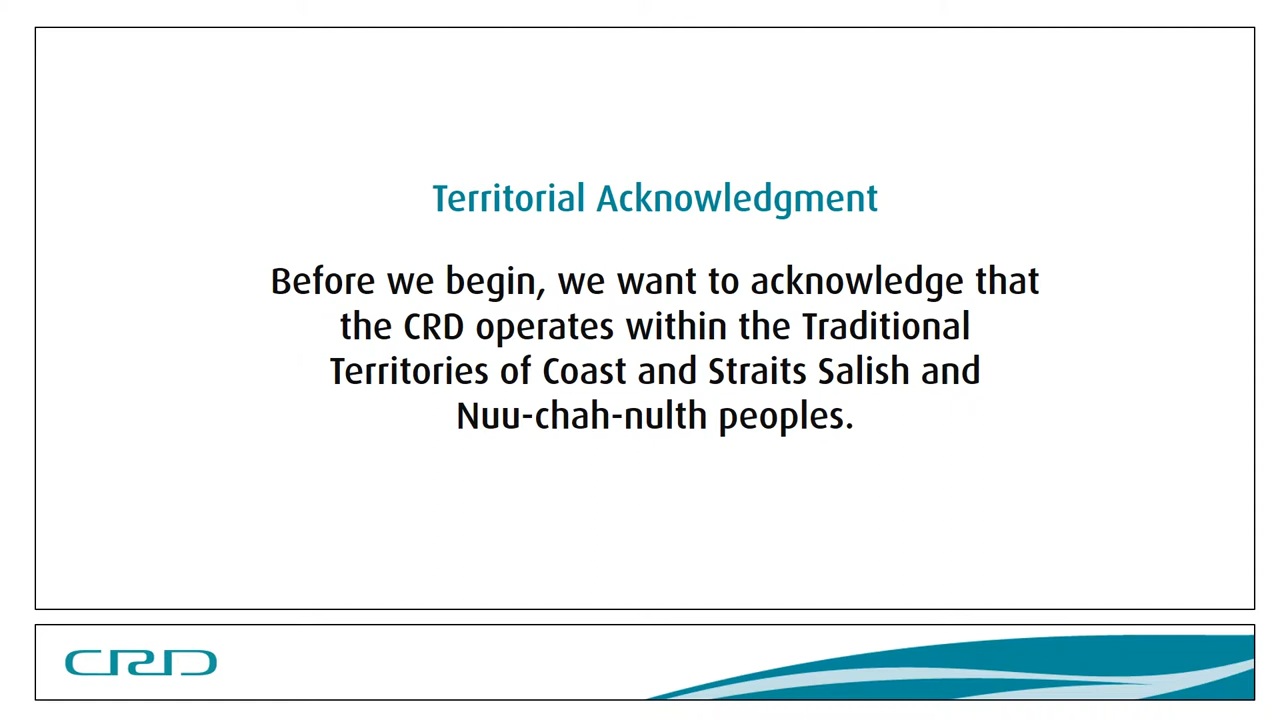 Territorial Acknowledgment
Before we begin, we want to acknowledge that
the CRD operates within the Traditional
Territories of Coast and Straits Salish and
Nuu-chah-nulth peoples.
CRD